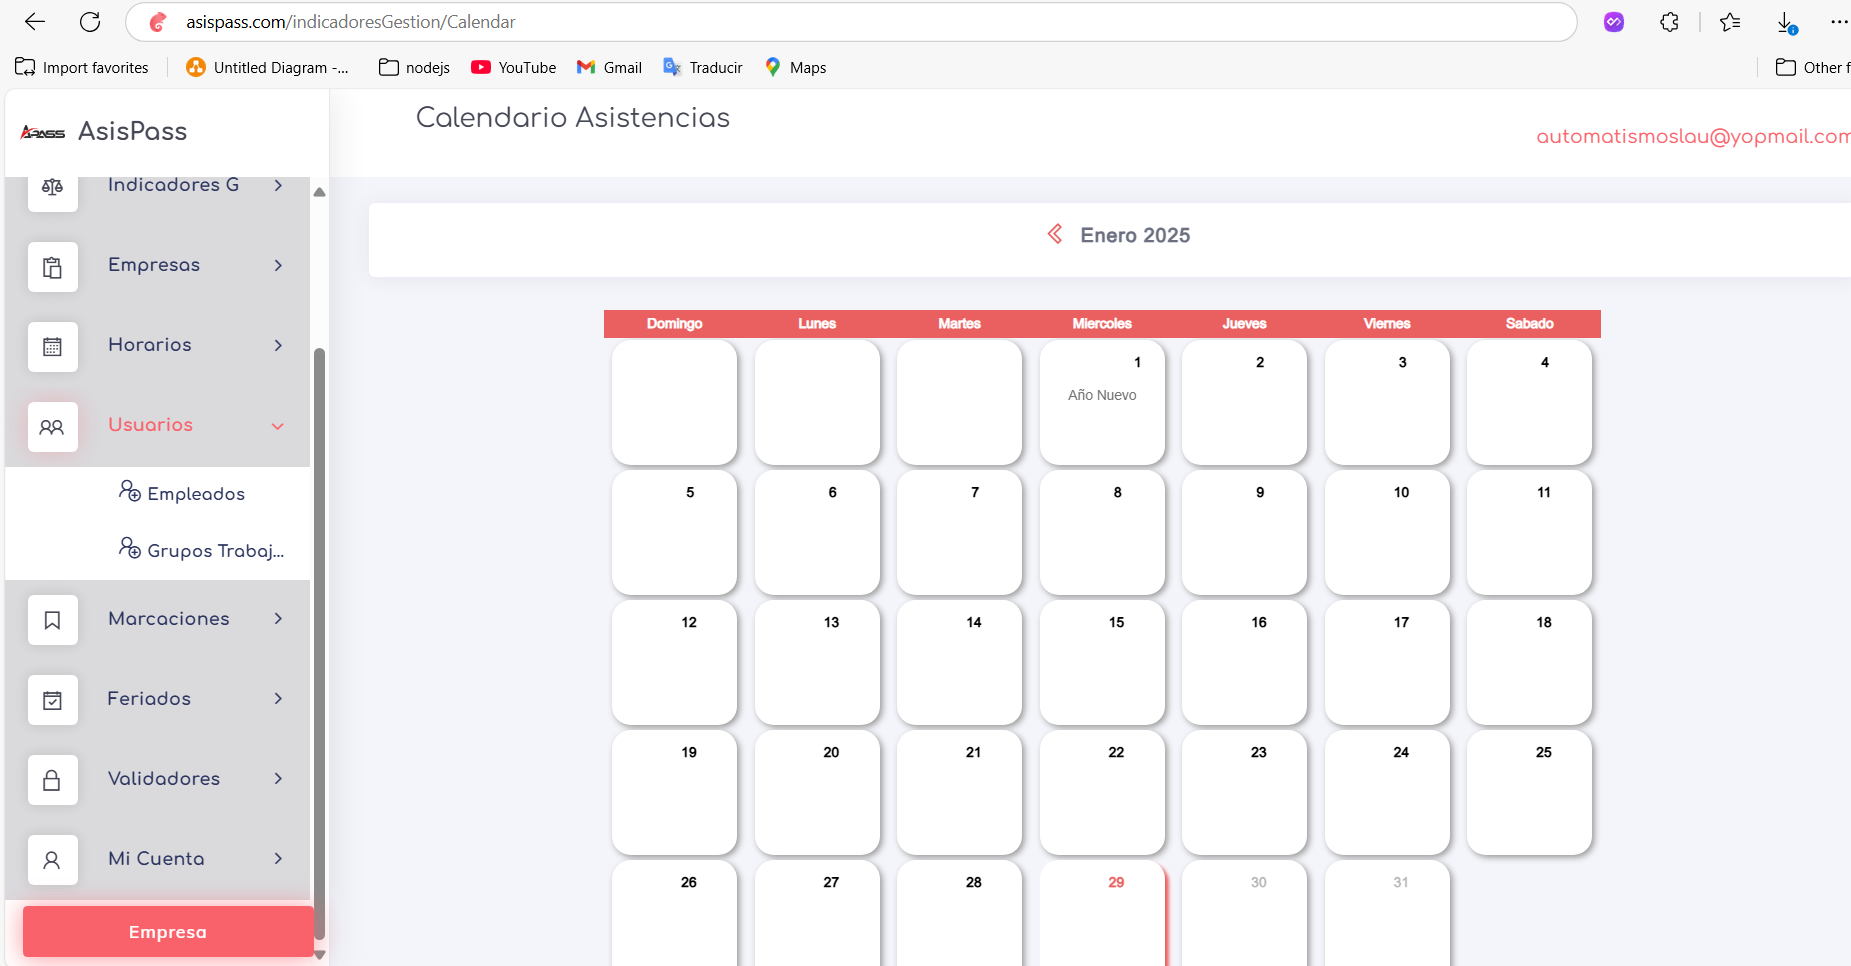 asispass.com/indicadoresGestion/Calendar
Import favorites
Untitled Diagram -...
nodejs
YouTube
Gmail
Traducir
Maps
Other f
APASS
AsisPass
Calendario Asistencias
automatismoslau@yopmail.com
Indicadores G
Empresas
Horarios
Usuarios
Empleados
Grupos Trabaj...
Marcaciones
Feriados
Validadores
Mi Cuenta
Empresa
Enero 2025
Domingo Lunes Martes Miercoles Jueves Viernes Sabado
1 2 3 4
Año Nuevo
5 6 7 8 9 10 11
12 13 14 15 16 17 18
19 20 21 22 23 24 25
26 27 28 29 30 31